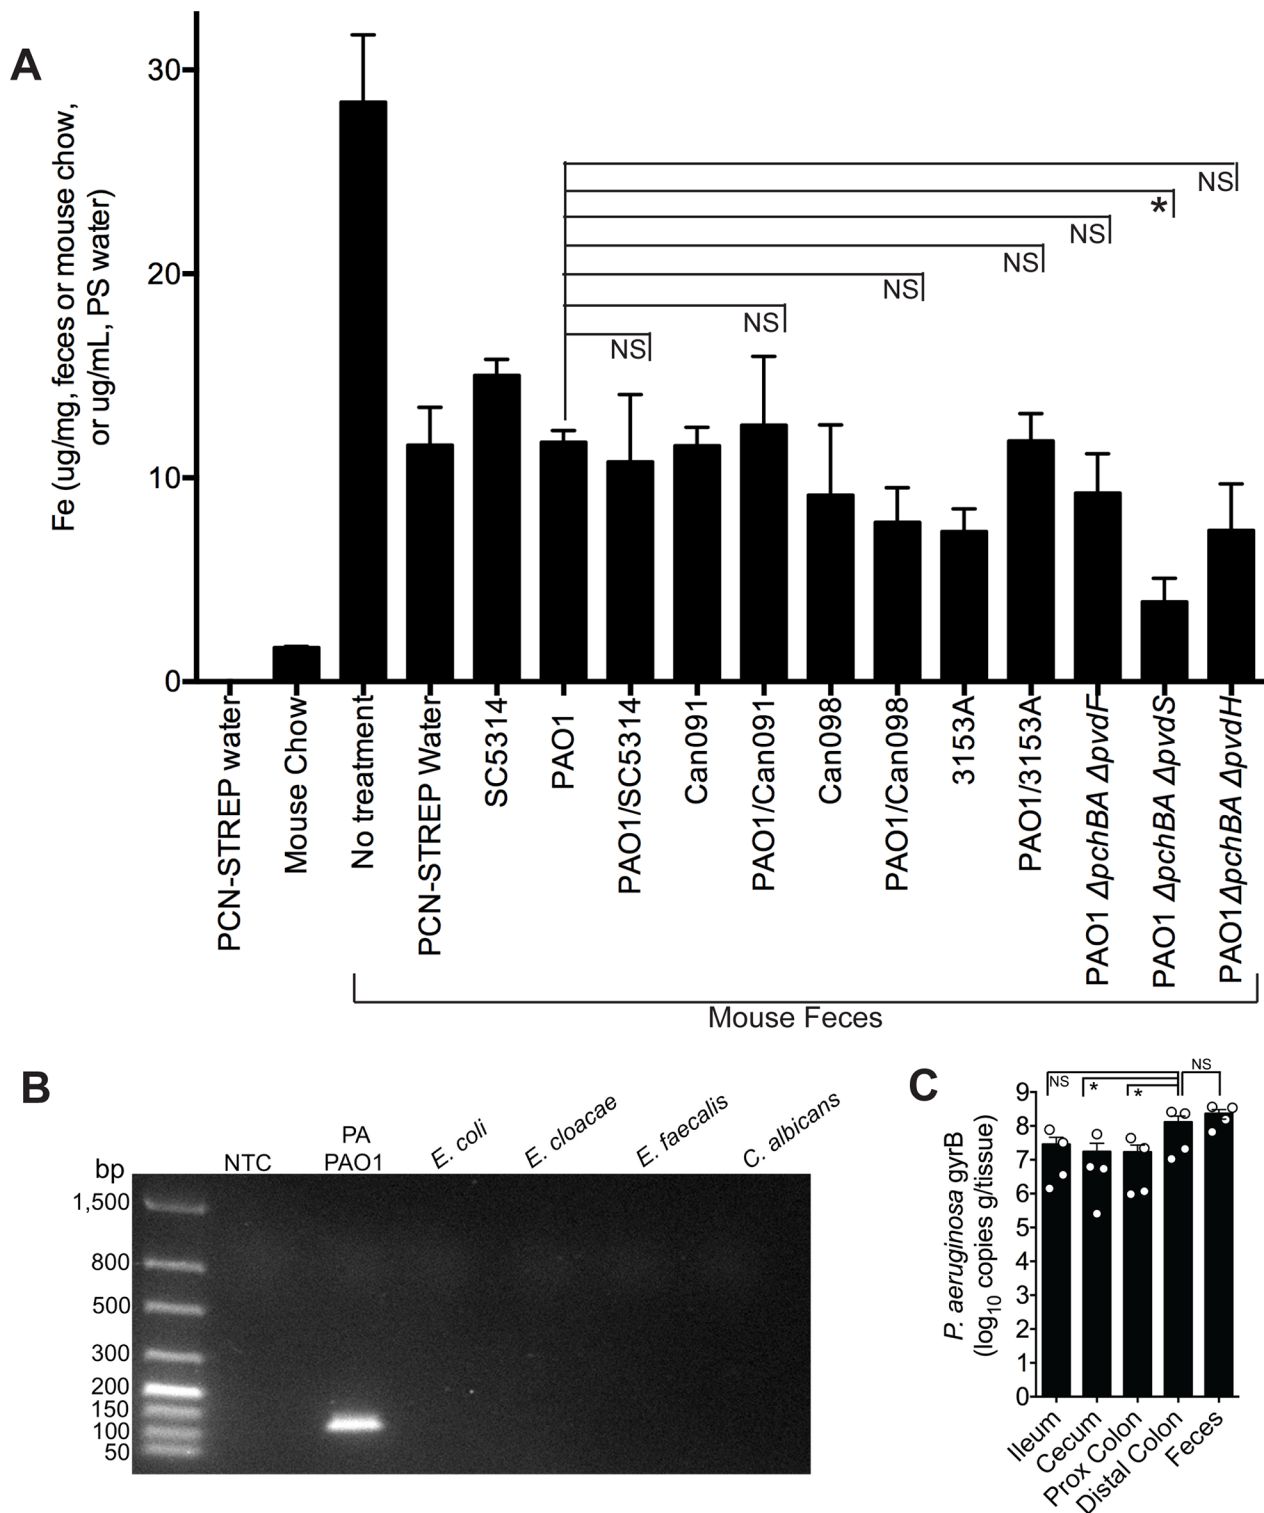 A
Fe (ug/mg, feces or mouse chow,
or ug/mL, PS water)
30
20
10
0
NS
*
NS
NS
NS
NS
NS
PCN-STREP water
Mouse Chow
No treatment
PCN-STREP Water
SC5314
PAO1
PAO1/SC5314
Can091
PAO1/Can091
Can098
PAO1/Can098
3153A
PAO1/3153A
PAO1 ΔpchBA ΔpvdF
PAO1 ΔpchBA ΔpvdS
PAO1ΔpchBA ΔpvdH
Mouse Feces
B
bp
NTC
PA
PAO1
E. coli
E. cloacae
E. faecalis
C. albicans
1,500
800
500
300
200
150
100
50
C
P. aeruginosa gyrB
(log10 copies g/tissue)
NS
*
*
NS
9
8
7
6
5
4
3
2
1
0
Ileum
Cecum
Prox Colon
Distal Colon
Feces